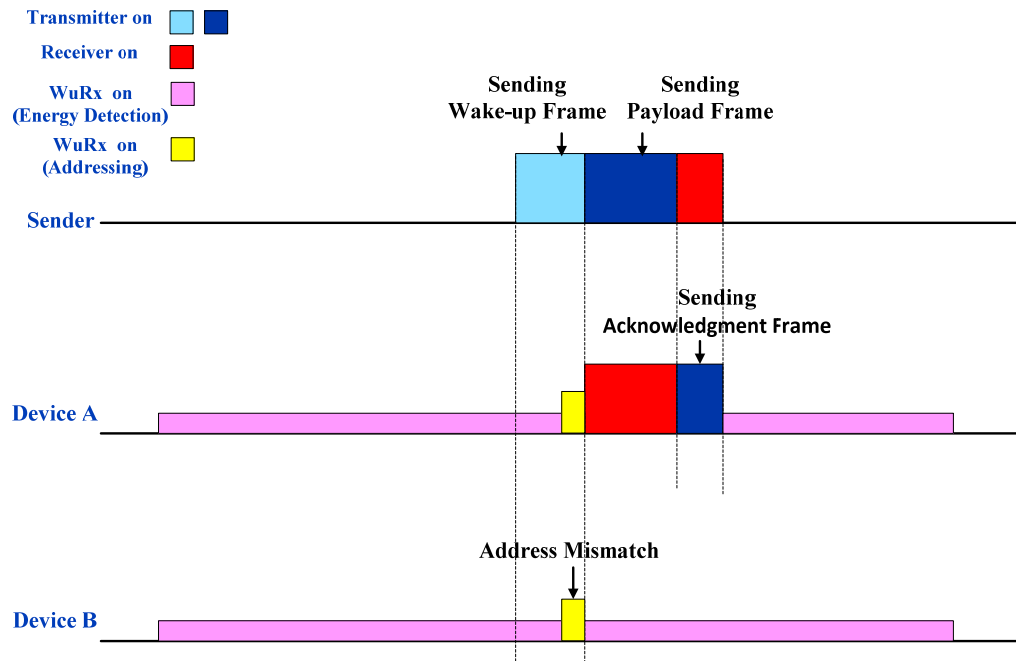 Transmitter on
Receiver on
WuRx on
(Energy Detection)
WuRx on
(Addressing)
Sending
Wake-up Frame
Sending
Payload Frame
Sender
Sending
Acknowledgment Frame
Device A
Address Mismatch
Device B